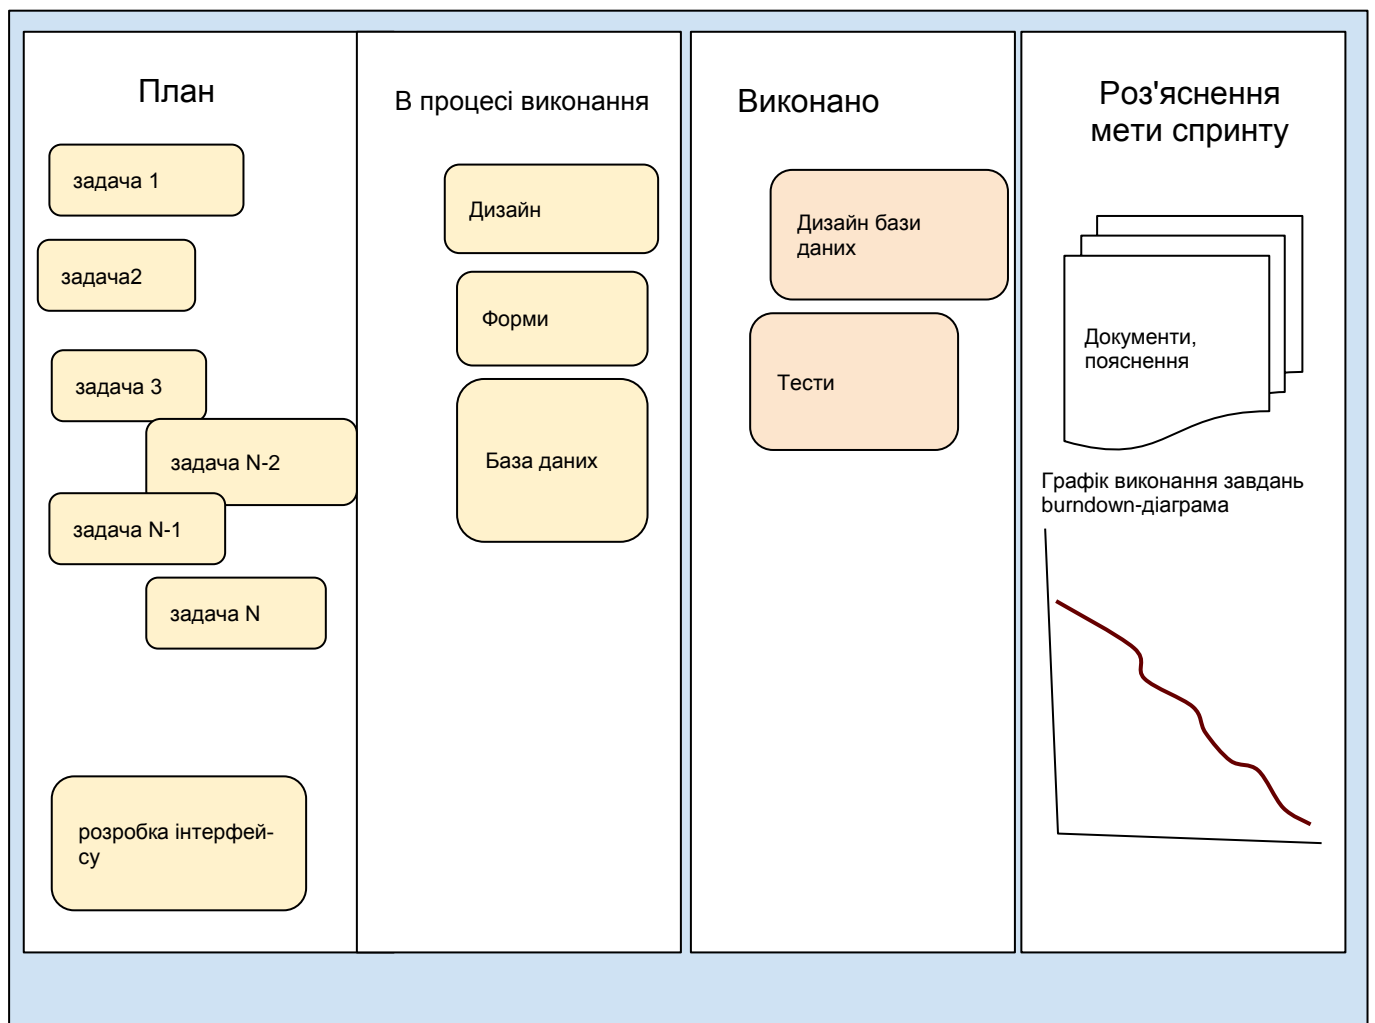 План
задача 1
задача2
задача 3
задача N-2
задача N-1
задача N
розробка інтерфей-
су
В процесі виконання
Дизайн
Форми
База даних
Виконано
Дизайн бази
даних
Тести
Роз'яснення
мети спринту
Документи,
пояснення
Графік виконання завдань
burndown-діаграма